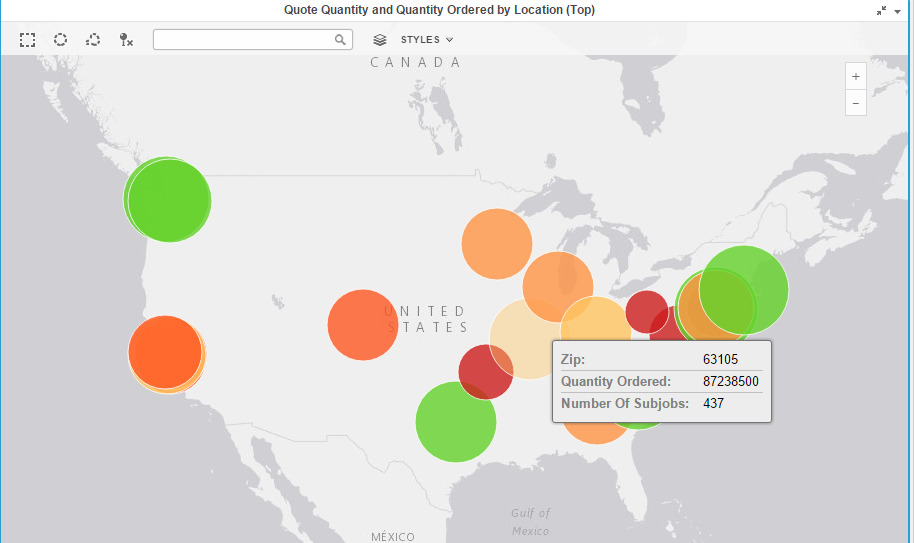 Quote Quantity and Quantity Ordered by Location (Top)
STYLES
CANADA
+
−
UNITED
STATES
Zip: 63105
Quantity Ordered: 87238500
Number Of Subjobs: 437
Gulf of
Mexico
MÉXICO